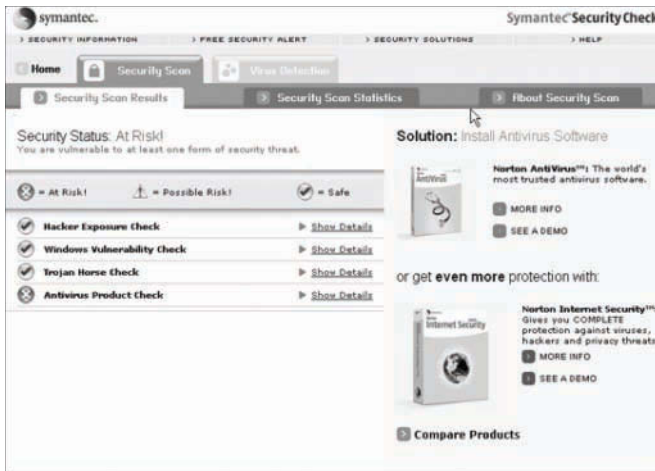 symantec.
Symantec™ Security Check
SECURITY INFORMATION
FREE SECURITY ALERT
SECURITY SOLUTIONS
HELP
Home
Security Scan
Virus Detection
Security Scan Results
Security Scan Statistics
About Security Scan
Security Status: At Risk!
You are vulnerable to at least one form of security threat.
= At Risk!
= Possible Risk!
= Safe
Hacker Exposure Check
Show Details
Windows Vulnerability Check
Show Details
Trojan Horse Check
Show Details
Antivirus Product Check
Show Details
Solution: Install Antivirus Software
AntiVirus
Norton AntiVirus™: The world's
most trusted antivirus software.
MORE INFO
SEE A DEMO
or get even more protection with:
Internet Security
Norton Internet Security™:
Gives you COMPLETE
protection against viruses,
hackers and privacy threats
MORE INFO
SEE A DEMO
Compare Products